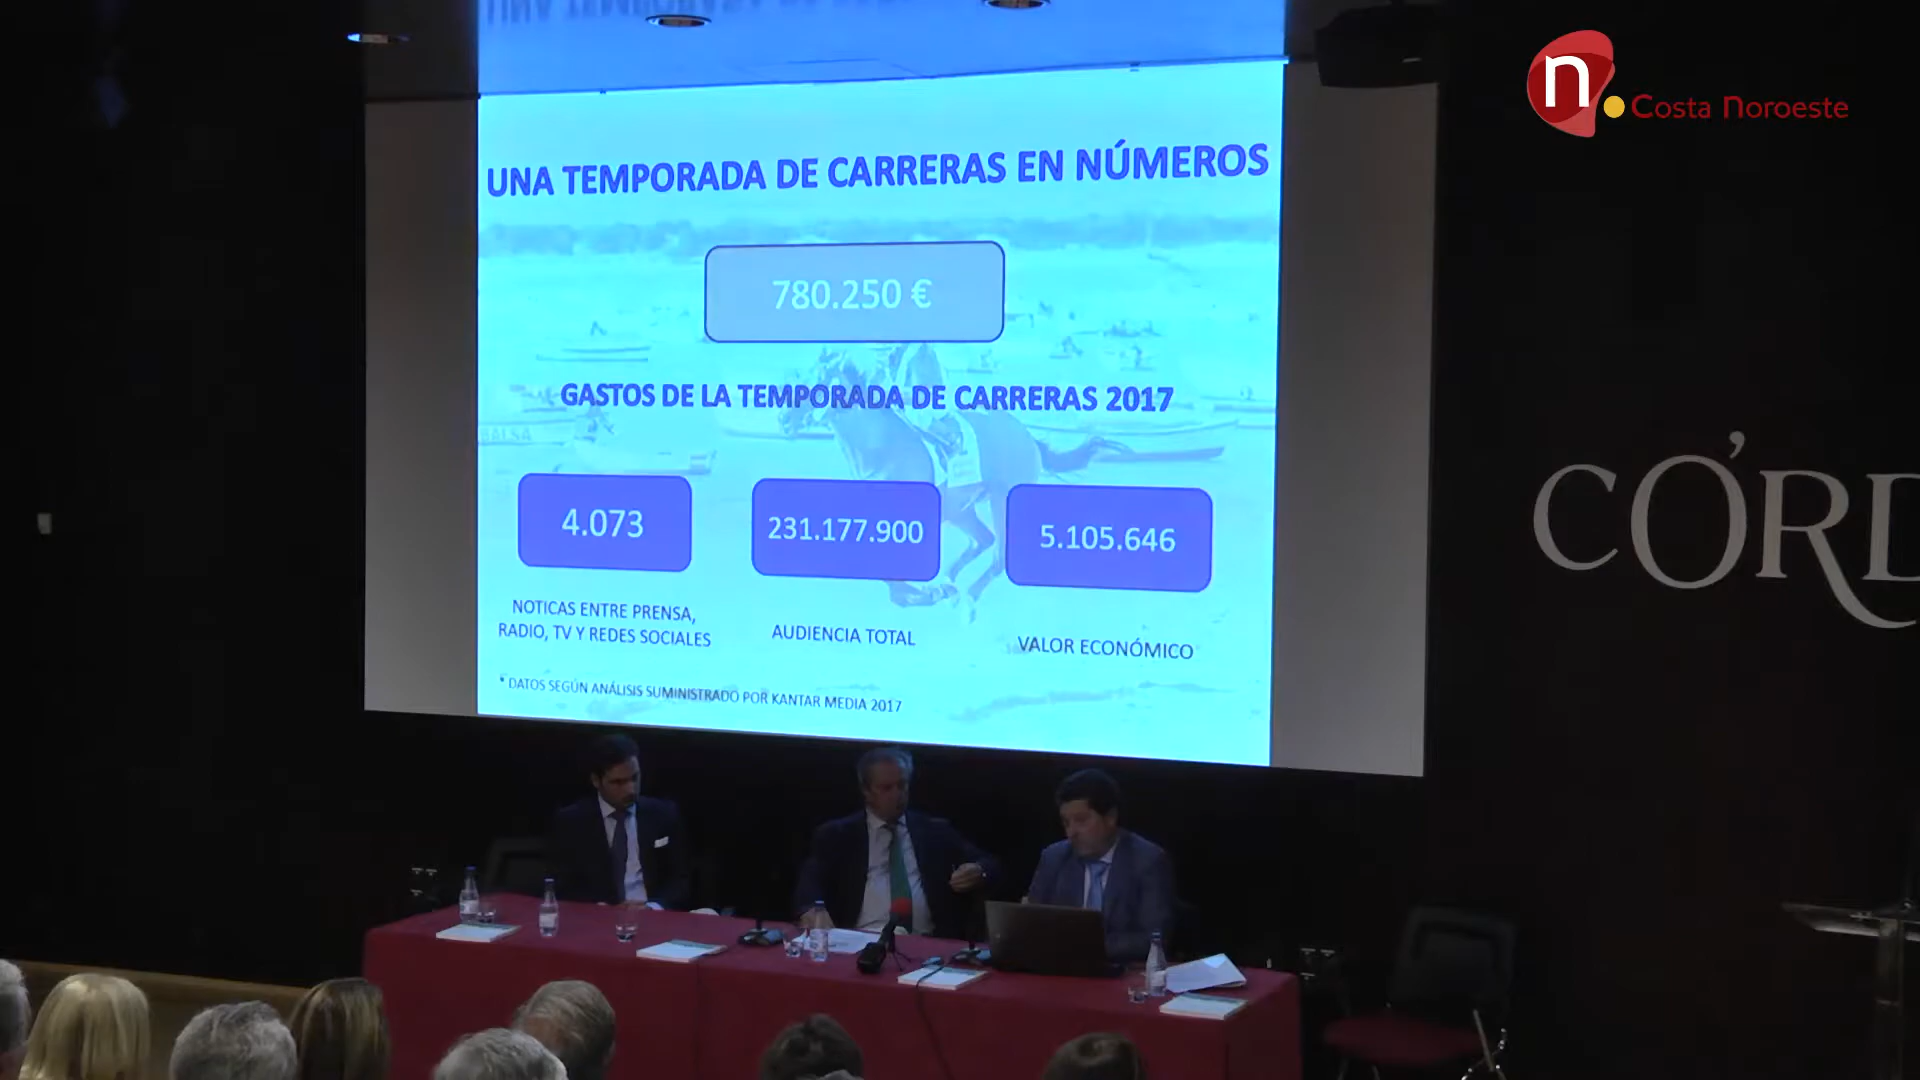 n. Costa Noroeste
UNA TEMPORADA DE CARRERAS EN NÚMEROS
780.250 €
GASTOS DE LA TEMPORADA DE CARRERAS 2017
4.073
231.177.900
5.105.646
NOTICAS ENTRE PRENSA,
RADIO, TV Y REDES SOCIALES
AUDIENCIA TOTAL
VALOR ECONÓMICO
* DATOS SEGÚN ANÁLISIS SUMINISTRADO POR KANTAR MEDIA 2017
BALSA
CÓRD